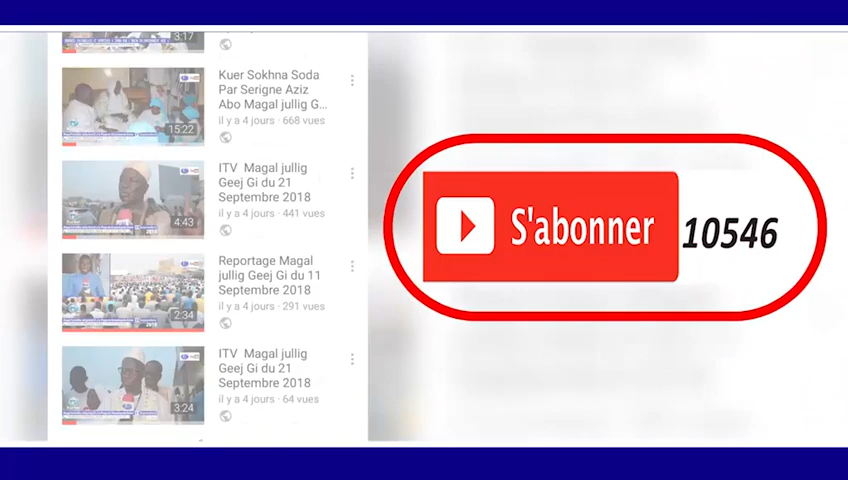 3:17
Kuer Sokhna Soda
Par Serigne Aziz
Abo Magal jullig G...
il y a 4 jours · 668 vues
15:22
ITV Magal jullig
Geej Gi du 21
Septembre 2018
il y a 4 jours · 441 vues
4:43
Reportage Magal
jullig Geej Gi du 11
Septembre 2018
il y a 4 jours · 291 vues
2:34
ITV Magal jullig
Geej Gi du 21
Septembre 2018
il y a 4 jours · 64 vues
3:24
S'abonner
10546